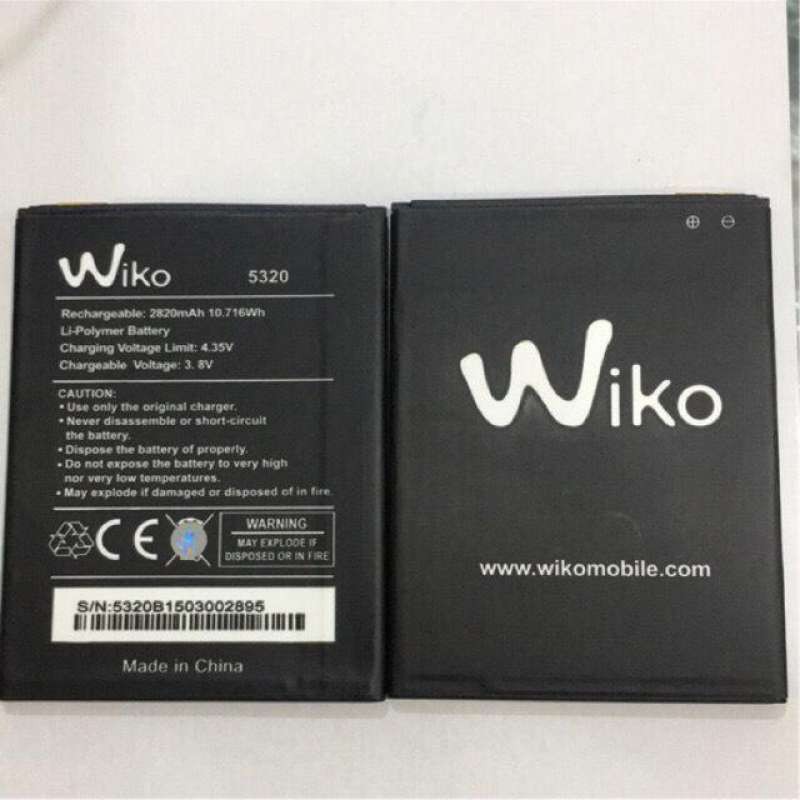 Wiko 5320
Rechargeable: 2820mAh 10.716Wh
Li-Polymer Battery
Charging Voltage Limit: 4.35V
Chargeable Voltage: 3. 8V
CAUTION:
• Use only the original charger.
• Never disassemble or short-circuit
the battery.
• Dispose the battery of properly.
• Do not expose the battery to very high
nor very low temperatures.
• May explode if damaged or disposed of in fire.
CE
WARNING
MAY EXPLODE IF
DISPOSED OR IN FIRE
S/N:5320B1503002895
Made in China
⊕ ⊖
Wiko
www.wikomobile.com